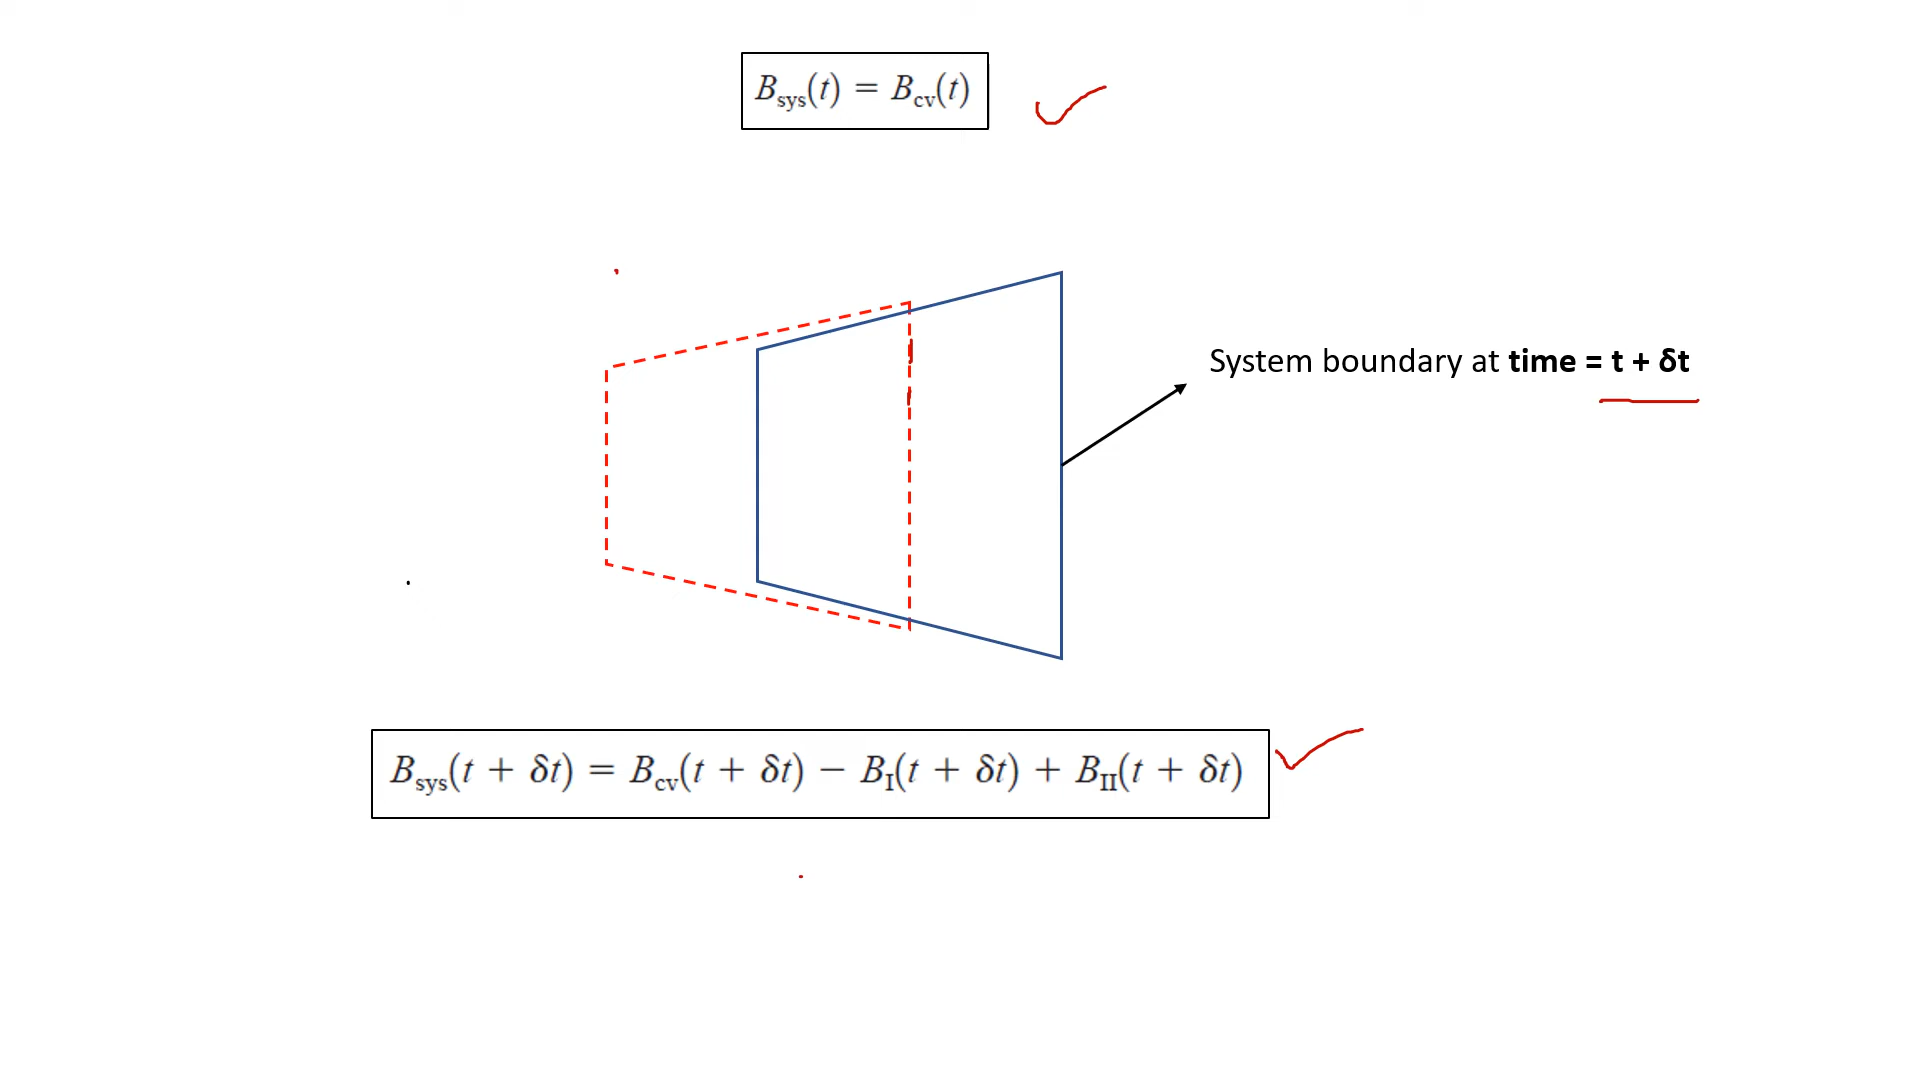 B_sys(t) = B_cv(t)
System boundary at time = t + δt
B_sys(t + δt) = B_cv(t + δt) − B_I(t + δt) + B_II(t + δt)